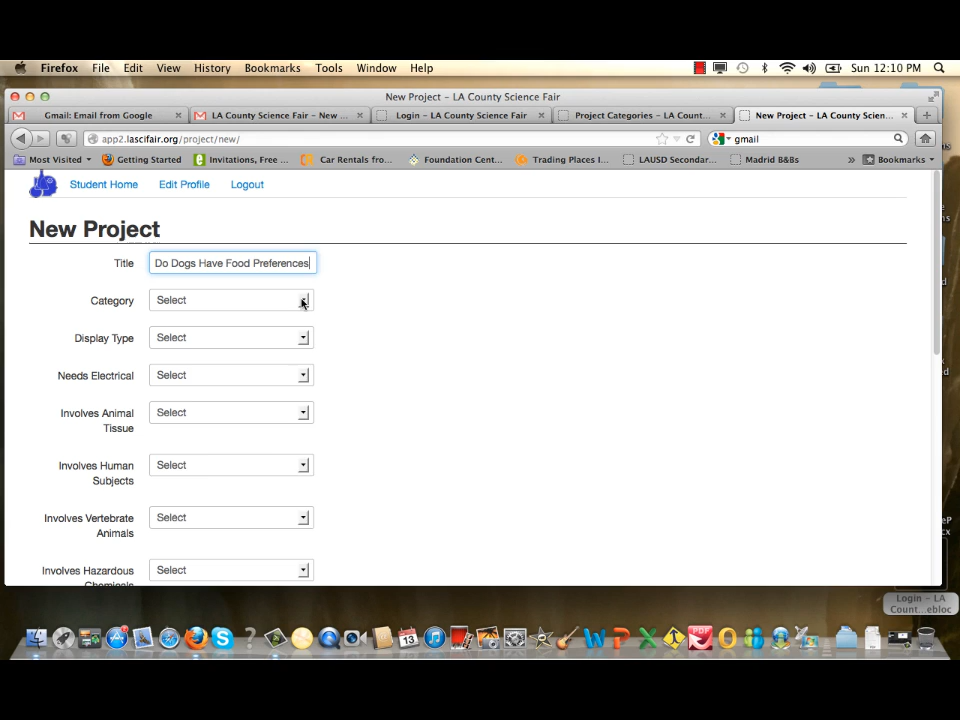 Firefox File Edit View History Bookmarks Tools Window Help Sun 12:10 PM
New Project – LA County Science Fair
Gmail: Email from Google LA County Science Fair – New ... Login – LA County Science Fair Project Categories – LA Count... New Project – LA County Scien...
app2.lascifair.org/project/new/ gmail
Most Visited Getting Started Invitations, Free ... Car Rentals fro... Foundation Cent... Trading Places I... LAUSD Secondar... Madrid B&Bs » Bookmarks
Student Home Edit Profile Logout
New Project
Title Do Dogs Have Food Preferences
Category Select
Display Type Select
Needs Electrical Select
Involves Animal Tissue Select
Involves Human Subjects Select
Involves Vertebrate Animals Select
Involves Hazardous Chemicals Select
Login – LA
Count...ebloc